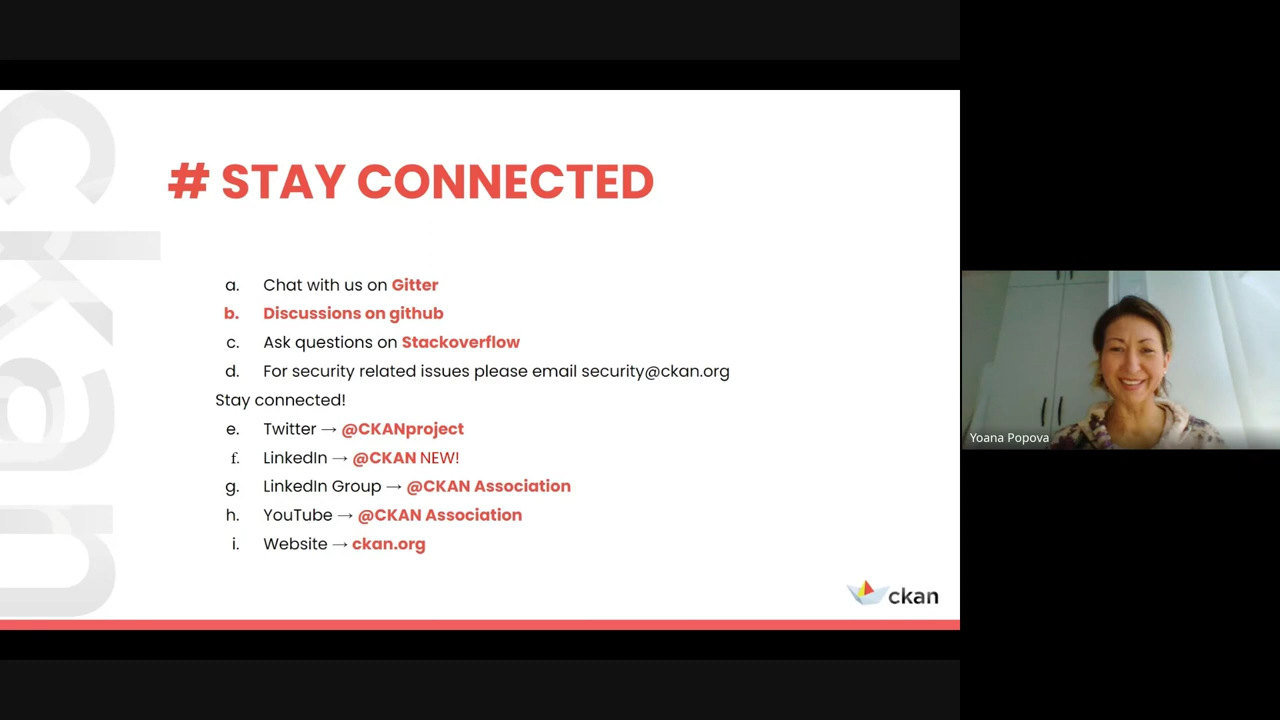 ckan
# STAY CONNECTED
a. Chat with us on Gitter
b. Discussions on github
c. Ask questions on Stackoverflow
d. For security related issues please email security@ckan.org
Stay connected!
e. Twitter → @CKANproject
f. LinkedIn → @CKAN NEW!
g. LinkedIn Group → @CKAN Association
h. YouTube → @CKAN Association
i. Website → ckan.org
ckan
Yoana Popova